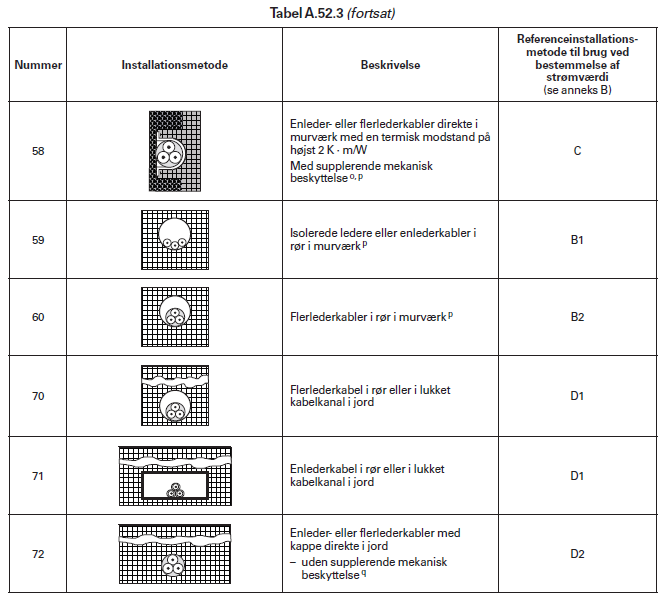 Tabel A.52.3 (fortsat)
Nummer
Installationsmetode
Beskrivelse
Referenceinstallations-
metode til brug ved
bestemmelse af
strømværdi
(se anneks B)
58
Enleder- eller flerlederkabler direkte i
murværk med en termisk modstand på
højst 2 K · m/W
Med supplerende mekanisk
beskyttelse o, p
C
59
Isolerede ledere eller enlederkabler i
rør i murværk p
B1
60
Flerlederkabler i rør i murværk p
B2
70
Flerlederkabel i rør eller i lukket
kabelkanal i jord
D1
71
Enlederkabel i rør eller i lukket
kabelkanal i jord
D1
72
Enleder- eller flerlederkabler med
kappe direkte i jord
– uden supplerende mekanisk
beskyttelse q
D2